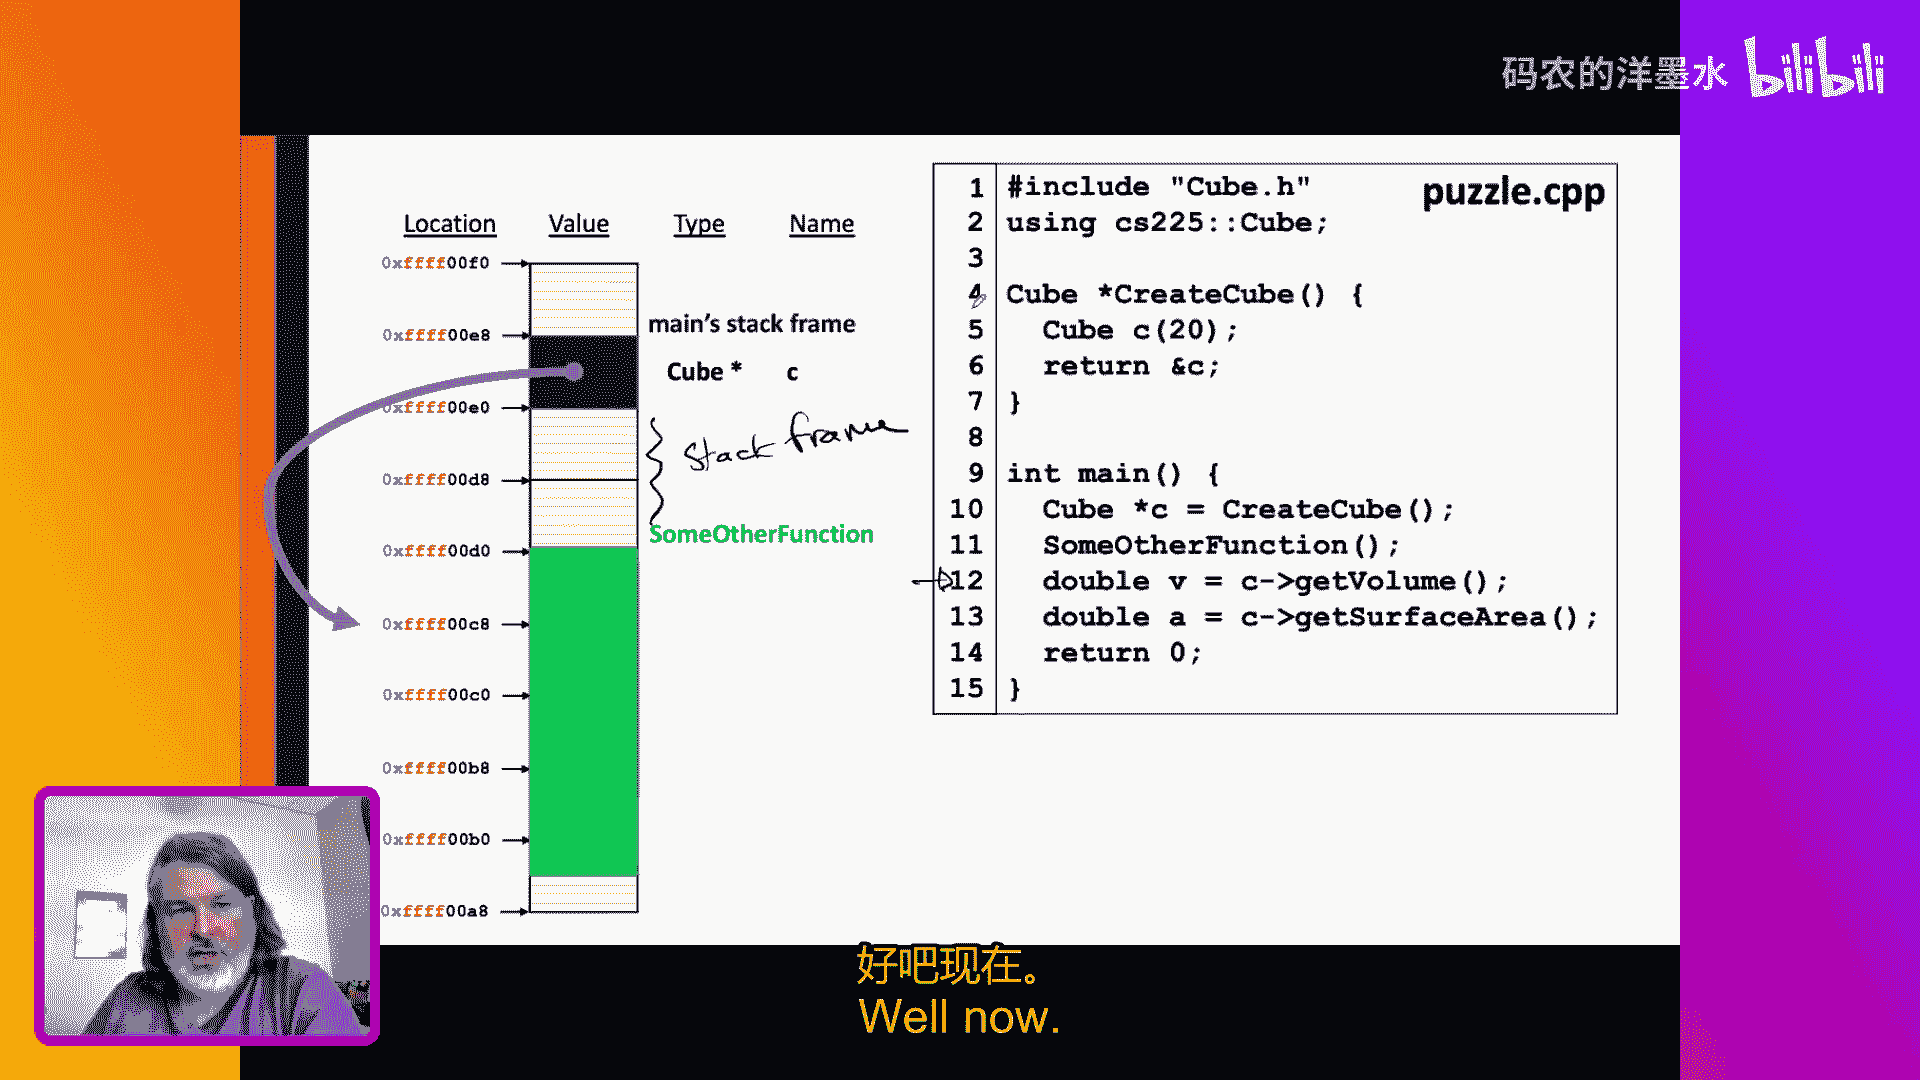 码农的洋墨水 bilibili
Location Value Type Name
0xffff00f0
main's stack frame
0xffff00e8
Cube * c
0xffff00e0
Stack frame
0xffff00d8
SomeOtherFunction
0xffff00d0
0xffff00c8
0xffff00c0
0xffff00b8
0xffff00b0
0xffff00a8
puzzle.cpp
1 #include "Cube.h"
2 using cs225::Cube;
3
4 Cube *CreateCube() {
5 Cube c(20);
6 return &c;
7 }
8
9 int main() {
10 Cube *c = CreateCube();
11 SomeOtherFunction();
12 double v = c->getVolume();
13 double a = c->getSurfaceArea();
14 return 0;
15 }
好吧现在。
Well now.